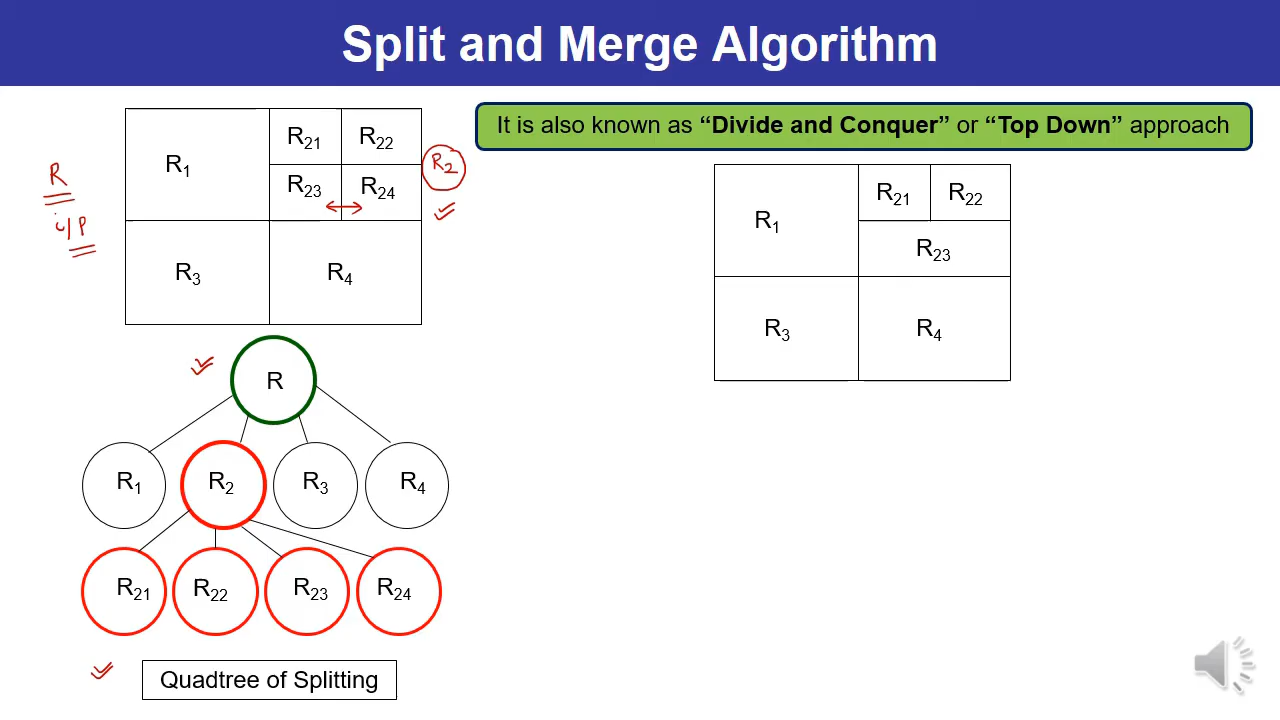 Split and Merge Algorithm
It is also known as “Divide and Conquer” or “Top Down” approach
R1
R21
R22
R23
R24
R2
R
i/P
R3
R4
R1
R21
R22
R23
R3
R4
R
R1
R2
R3
R4
R21
R22
R23
R24
Quadtree of Splitting